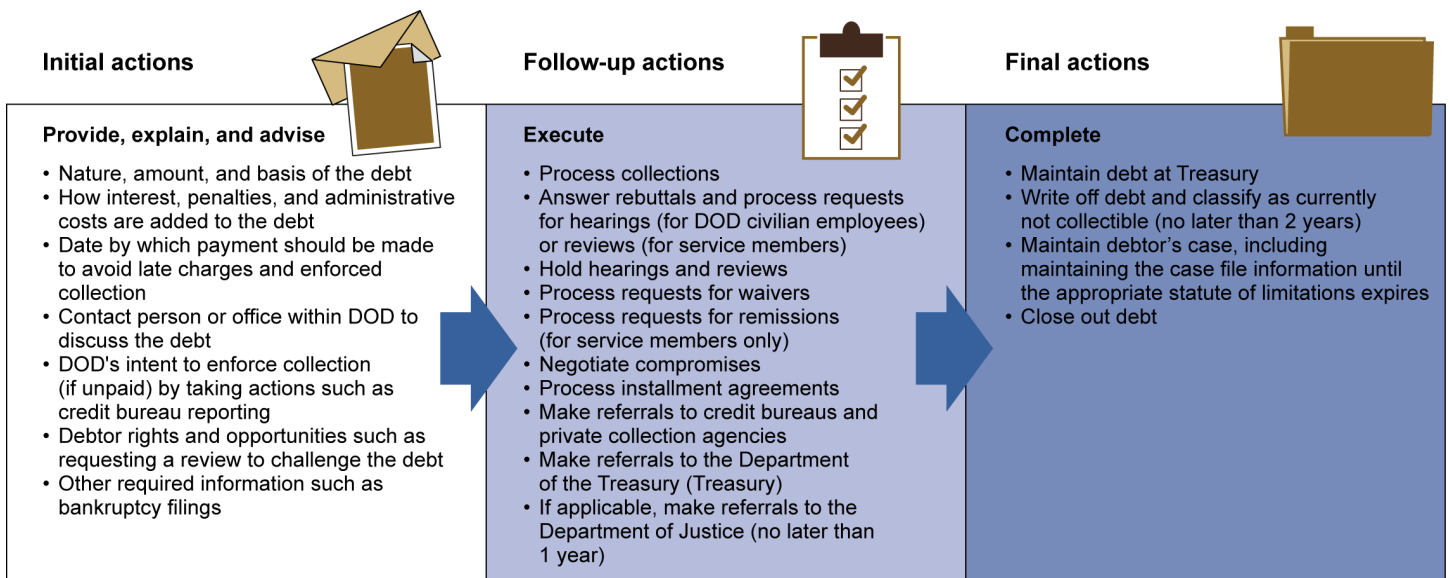 Initial actions
Provide, explain, and advise
• Nature, amount, and basis of the debt
• How interest, penalties, and administrative
costs are added to the debt
• Date by which payment should be made
to avoid late charges and enforced
collection
• Contact person or office within DOD to
discuss the debt
• DOD's intent to enforce collection
(if unpaid) by taking actions such as
credit bureau reporting
• Debtor rights and opportunities such as
requesting a review to challenge the debt
• Other required information such as
bankruptcy filings
Follow-up actions
Execute
• Process collections
• Answer rebuttals and process requests
for hearings (for DOD civilian employees)
or reviews (for service members)
• Hold hearings and reviews
• Process requests for waivers
• Process requests for remissions
(for service members only)
• Negotiate compromises
• Process installment agreements
• Make referrals to credit bureaus and
private collection agencies
• Make referrals to the Department
of the Treasury (Treasury)
• If applicable, make referrals to the
Department of Justice (no later than
1 year)
Final actions
Complete
• Maintain debt at Treasury
• Write off debt and classify as currently
not collectible (no later than 2 years)
• Maintain debtor’s case, including
maintaining the case file information until
the appropriate statute of limitations expires
• Close out debt